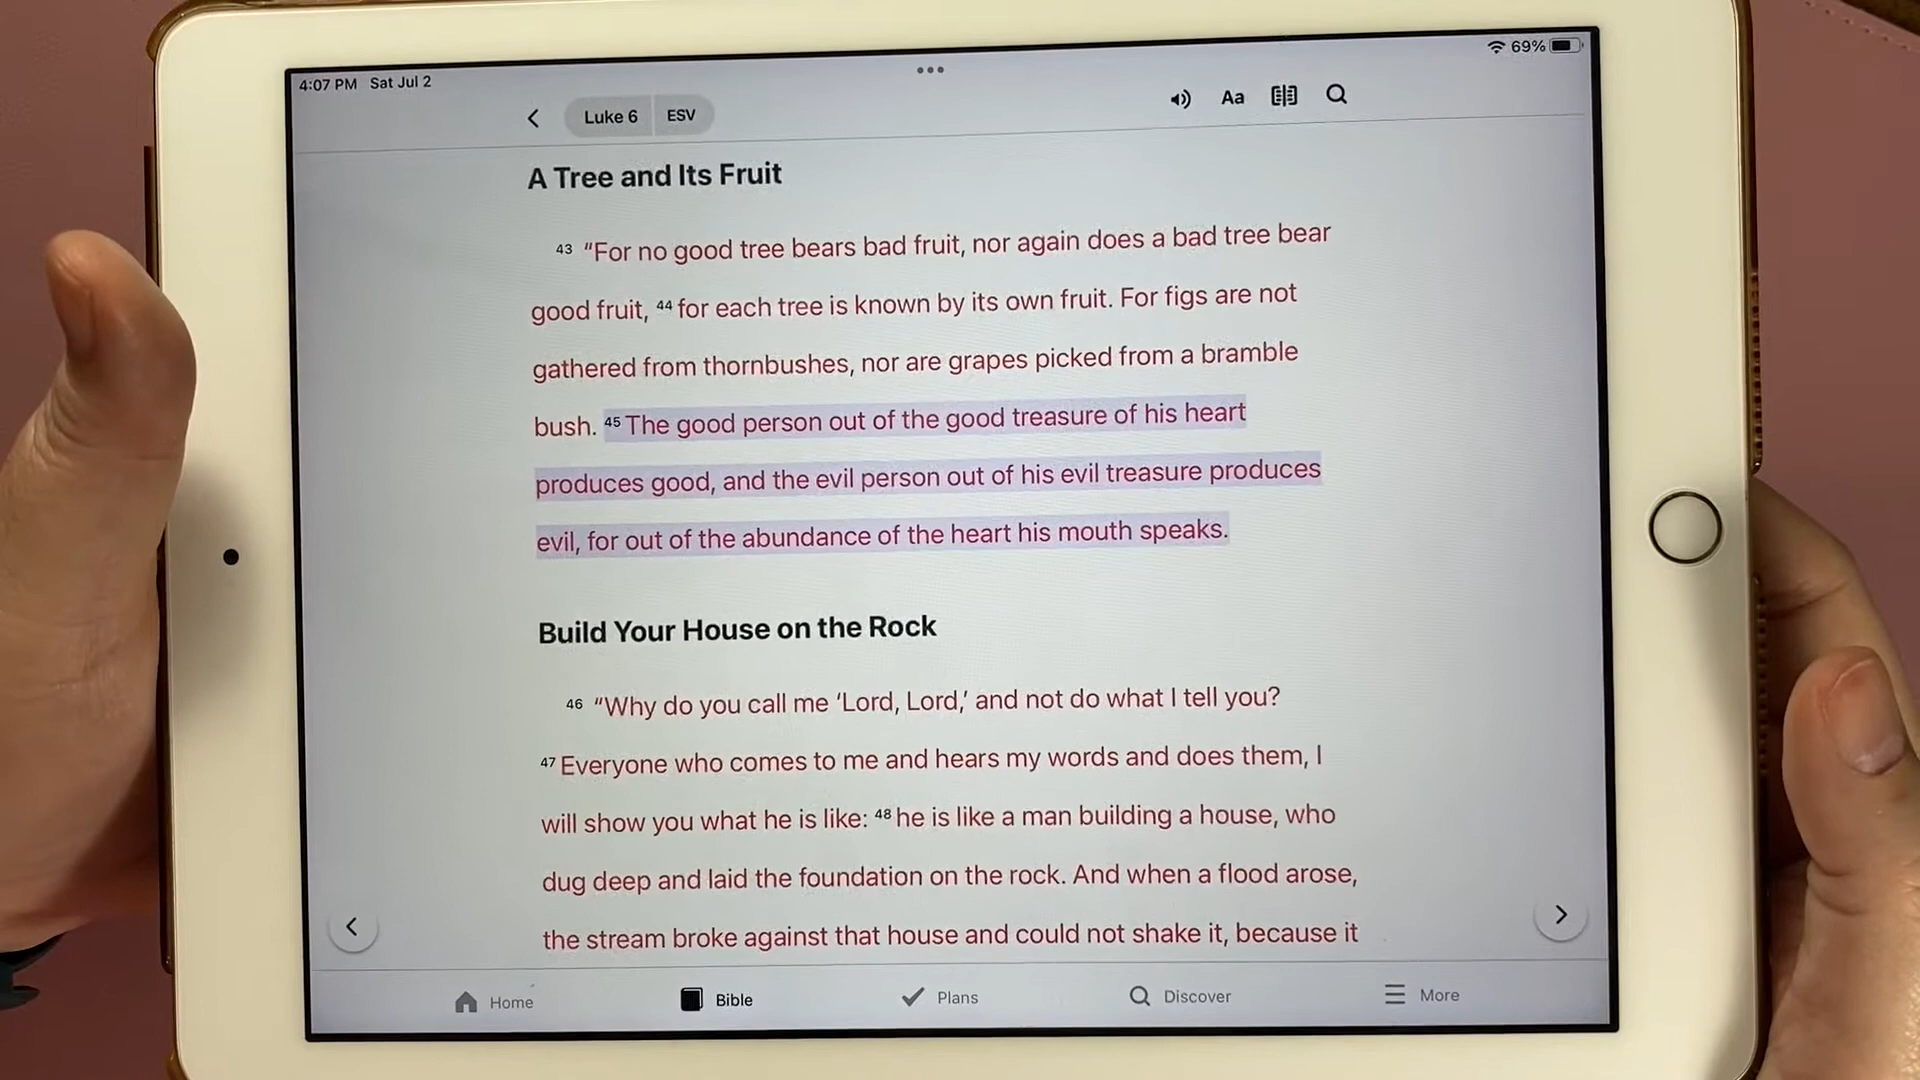 4:07 PM Sat Jul 2
69%
Luke 6 ESV
Aa
A Tree and Its Fruit
43 “For no good tree bears bad fruit, nor again does a bad tree bear
good fruit, 44 for each tree is known by its own fruit. For figs are not
gathered from thornbushes, nor are grapes picked from a bramble
bush. 45 The good person out of the good treasure of his heart
produces good, and the evil person out of his evil treasure produces
evil, for out of the abundance of the heart his mouth speaks.
Build Your House on the Rock
46 “Why do you call me ‘Lord, Lord,’ and not do what I tell you?
47 Everyone who comes to me and hears my words and does them, I
will show you what he is like: 48 he is like a man building a house, who
dug deep and laid the foundation on the rock. And when a flood arose,
the stream broke against that house and could not shake it, because it
Home Bible Plans Discover More